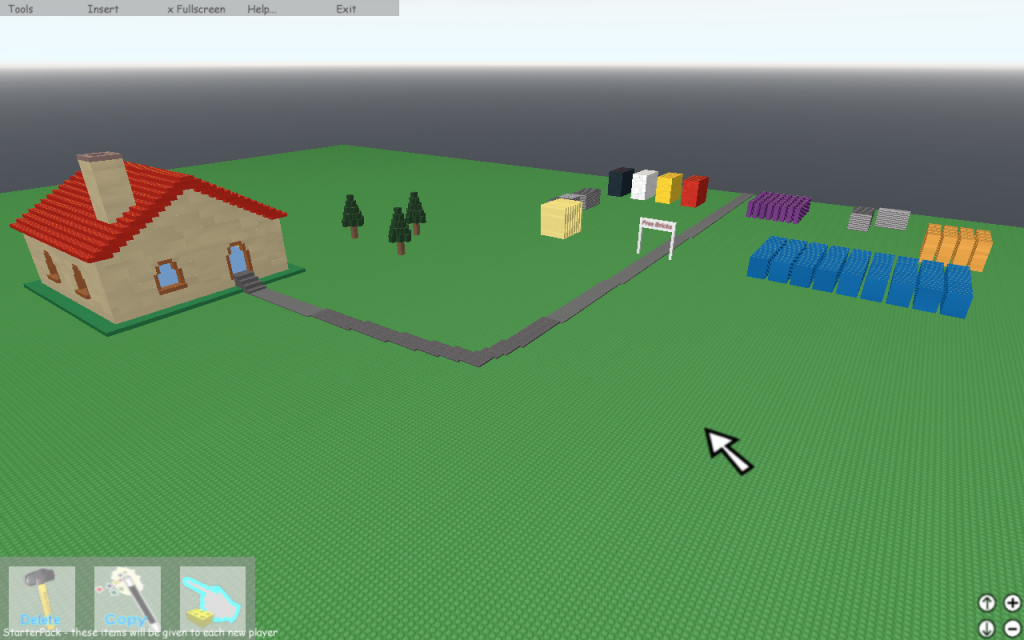 Tools Insert x Fullscreen Help... Exit
Free Bricks
Delete Copy
StarterPack - these items will be given to each new player